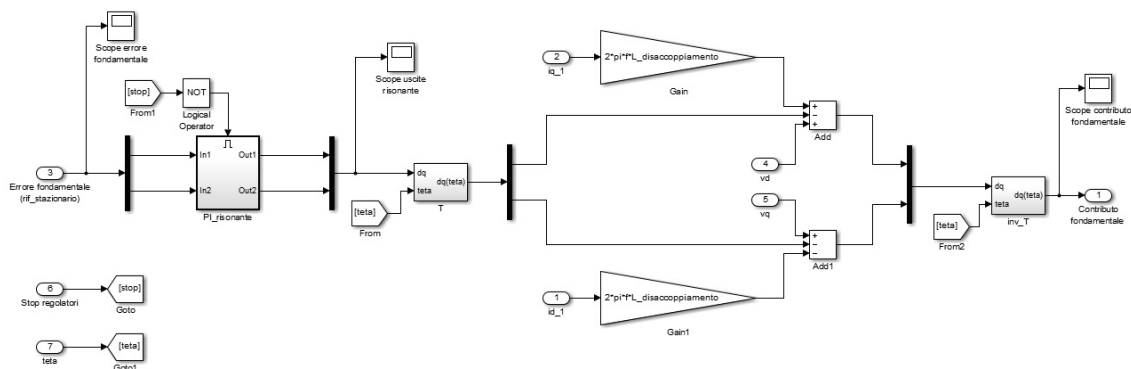 Scope errore
fondamentale
[stop]
From1
NOT
Logical
Operator
3
Errore fondamentale
(rif_stazionario)
In1
Out1
In2
Out2
PI_risonante
Scope uscite
risonante
dq
teta
dq(teta)
T
[teta]
From
2
iq_1
2*pi*f*L_disaccoppiamento
Gain
+
−
+
Add
4
vd
5
vq
+
−
−
Add1
1
id_1
2*pi*f*L_disaccoppiamento
Gain1
Scope contributo
fondamentale
dq
teta
dq(teta)
inv_T
[teta]
From2
1
Contributo
fondamentale
6
Stop regolatori
[stop]
Goto
7
teta
[teta]
Goto1